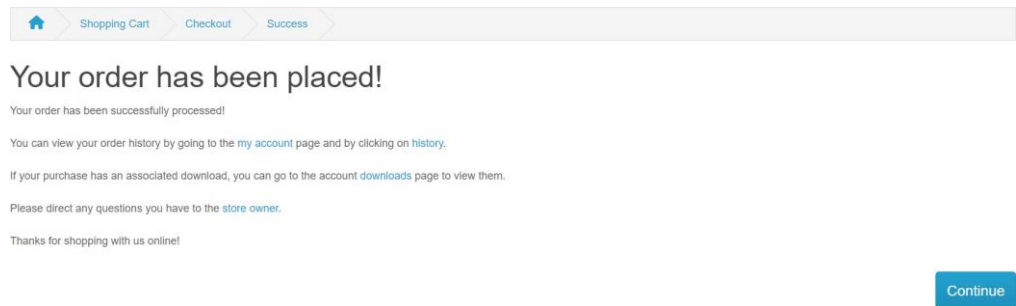 Shopping Cart Checkout Success
Your order has been placed!
Your order has been successfully processed!
You can view your order history by going to the my account page and by clicking on history.
If your purchase has an associated download, you can go to the account downloads page to view them.
Please direct any questions you have to the store owner.
Thanks for shopping with us online!
Continue